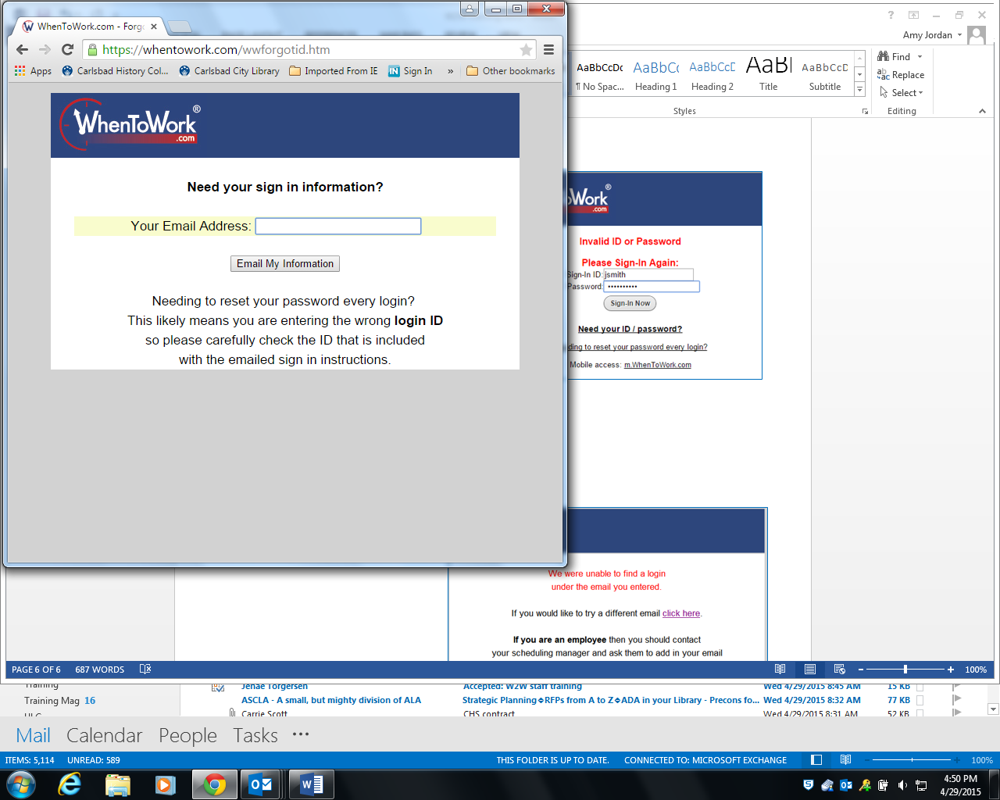 WhenToWork.com - Forgo
https://whentowork.com/wwforgotid.htm
Apps
Carlsbad History Col...
Carlsbad City Library
Imported From IE
IN Sign In
»
Other bookmarks
WhenToWork®
.com
Need your sign in information?
Your Email Address:
Email My Information
Needing to reset your password every login?
This likely means you are entering the wrong login ID
so please carefully check the ID that is included
with the emailed sign in instructions.
Amy Jordan
AaBbCcDc
AaBbC(
AaBbCcD
AaBl
AaBbCcD
¶ No Spac...
Heading 1
Heading 2
Title
Subtitle
Styles
Find
Replace
Select
Editing
oWork®
.com
Invalid ID or Password
Please Sign-In Again:
Sign-In ID: jsmith
Password: ••••••••••
Sign-In Now
Need your ID / password?
ding to reset your password every login?
Mobile access: m.WhenToWork.com
We were unable to find a login
under the email you entered.
If you would like to try a different email click here.
If you are an employee then you should contact
your scheduling manager and ask them to add in your email
PAGE 6 OF 6
687 WORDS
100%
Training
Training Mag 16
Jenae Torgersen
Accepted: W2W staff training
Wed 4/29/2015 8:45 AM
15 KB
ASCLA - A small, but mighty division of ALA
Strategic Planning⬥RFPs from A to Z⬥ADA in your Library - Precons fo...
Wed 4/29/2015 8:32 AM
77 KB
Carrie Scott
CHS contract
Wed 4/29/2015 8:31 AM
52 KB
Mail
Calendar
People
Tasks
•••
ITEMS: 5,114
UNREAD: 589
THIS FOLDER IS UP TO DATE.
CONNECTED TO: MICROSOFT EXCHANGE
100%
4:50 PM
4/29/2015